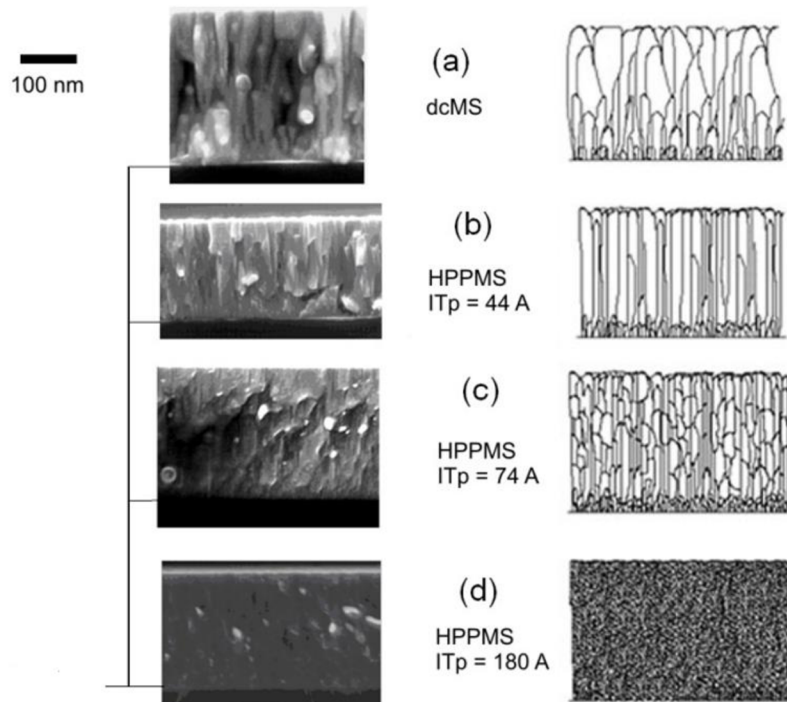 100 nm
(a)
dcMS
(b)
HPPMS
ITp = 44 A
(c)
HPPMS
ITp = 74 A
(d)
HPPMS
ITp = 180 A